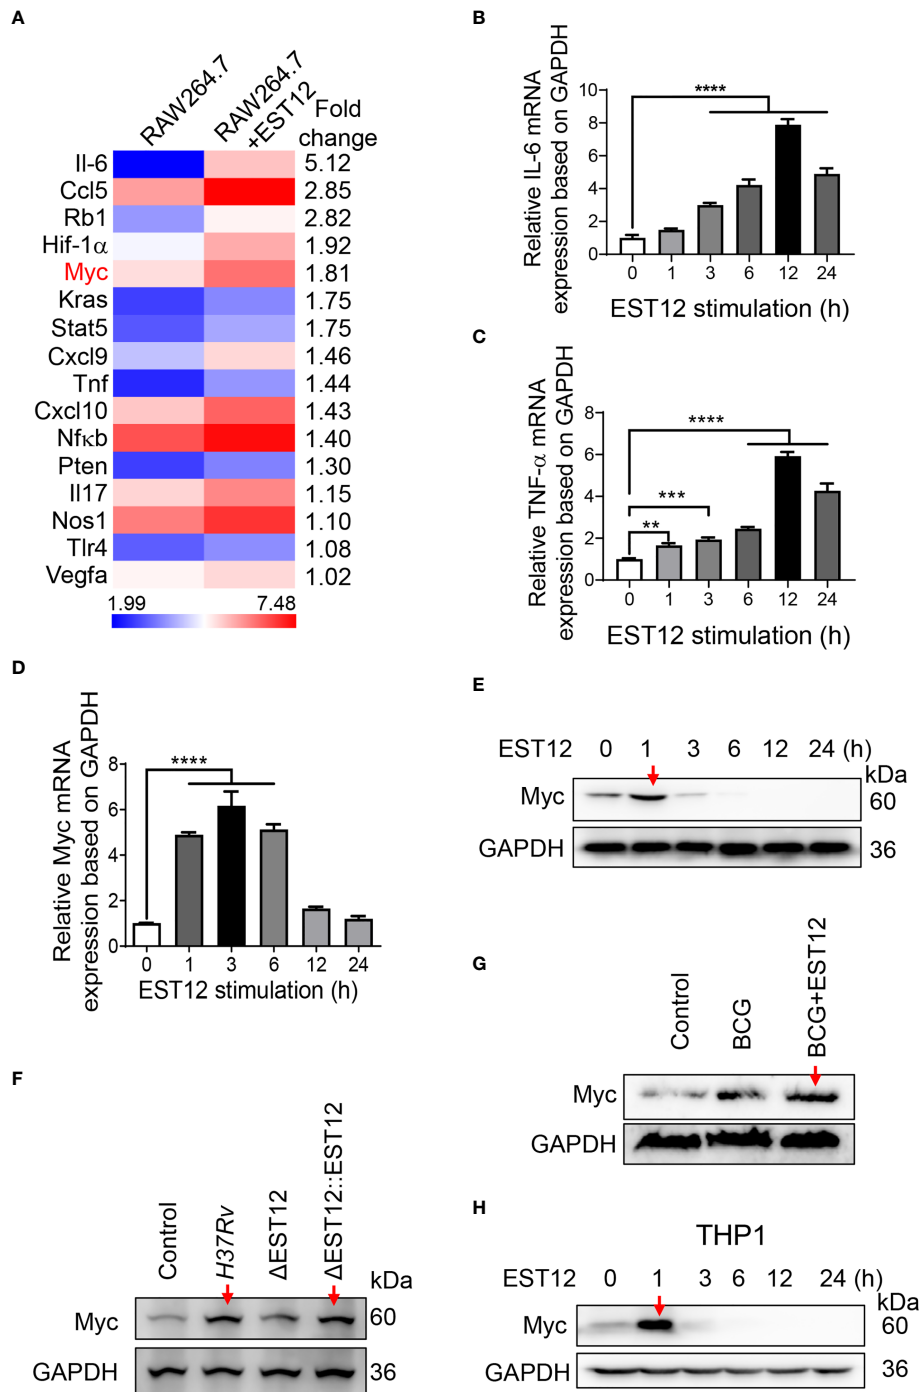 A
RAW264.7
RAW264.7
+EST12
Fold
change
Il-6 5.12
Ccl5 2.85
Rb1 2.82
Hif-1α 1.92
Myc 1.81
Kras 1.75
Stat5 1.75
Cxcl9 1.46
Tnf 1.44
Cxcl10 1.43
Nfκb 1.40
Pten 1.30
Il17 1.15
Nos1 1.10
Tlr4 1.08
Vegfa 1.02
1.99 7.48
B
Relative IL-6 mRNA
expression based on GAPDH
10
8
6
4
2
0
****
0 1 3 6 12 24
EST12 stimulation (h)
C
Relative TNF-α mRNA
expression based on GAPDH
8
6
4
2
0
****
***
**
0 1 3 6 12 24
EST12 stimulation (h)
D
Relative Myc mRNA
expression based on GAPDH
8
6
4
2
0
****
0 1 3 6 12 24
EST12 stimulation (h)
E
EST12 0 1 3 6 12 24 (h)
kDa
Myc 60
GAPDH 36
F
Control
H37Rv
ΔEST12
ΔEST12::EST12
kDa
Myc 60
GAPDH 36
G
Control
BCG
BCG+EST12
Myc
GAPDH
H
THP1
EST12 0 1 3 6 12 24 (h)
kDa
Myc 60
GAPDH 36